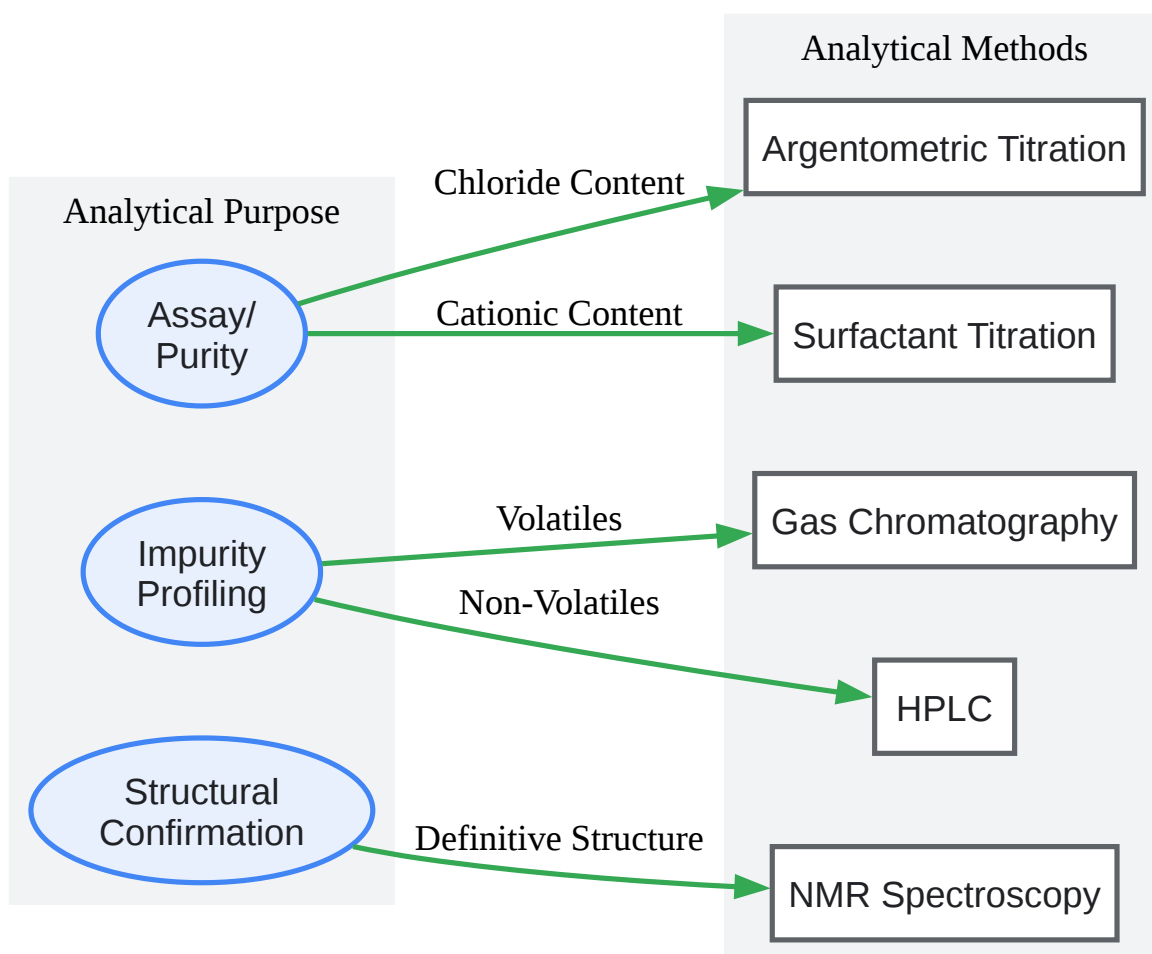 Analytical Methods
Argentometric Titration
Chloride Content
Analytical Purpose
Assay/
Purity
Cationic Content
Surfactant Titration
Impurity
Profiling
Volatiles
Gas Chromatography
Non-Volatiles
HPLC
Structural
Confirmation
Definitive Structure
NMR Spectroscopy